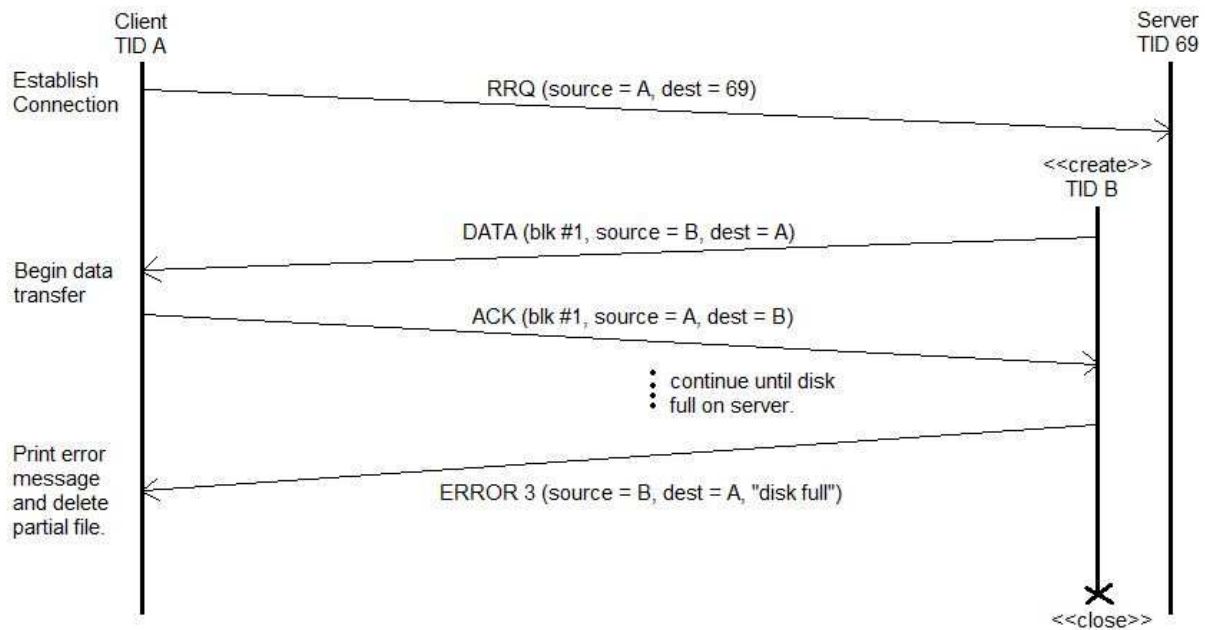 Client
TID A
Server
TID 69
Establish
Connection
RRQ (source = A, dest = 69)
<<create>>
TID B
DATA (blk #1, source = B, dest = A)
Begin data
transfer
ACK (blk #1, source = A, dest = B)
continue until disk
full on server.
Print error
message
and delete
partial file.
ERROR 3 (source = B, dest = A, "disk full")
<<close>>